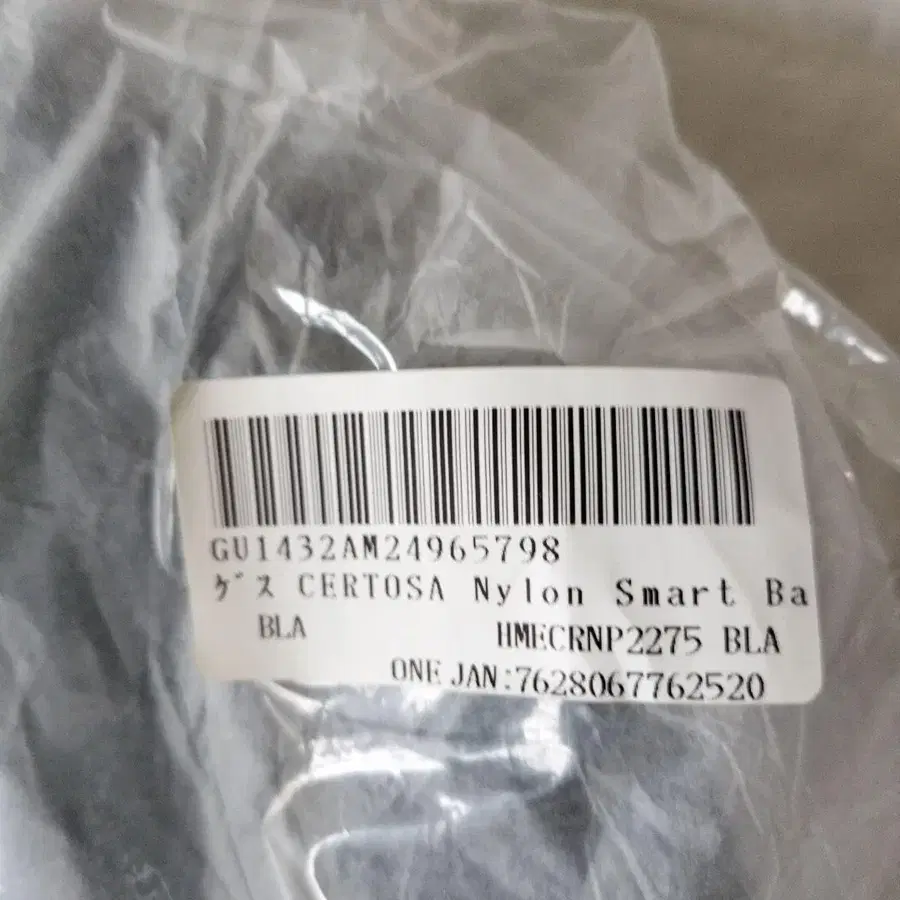 GU1432AM24965798
ゲス CERTOSA Nylon Smart Ba
BLA HMECRNP2275 BLA
ONE JAN:7628067762520